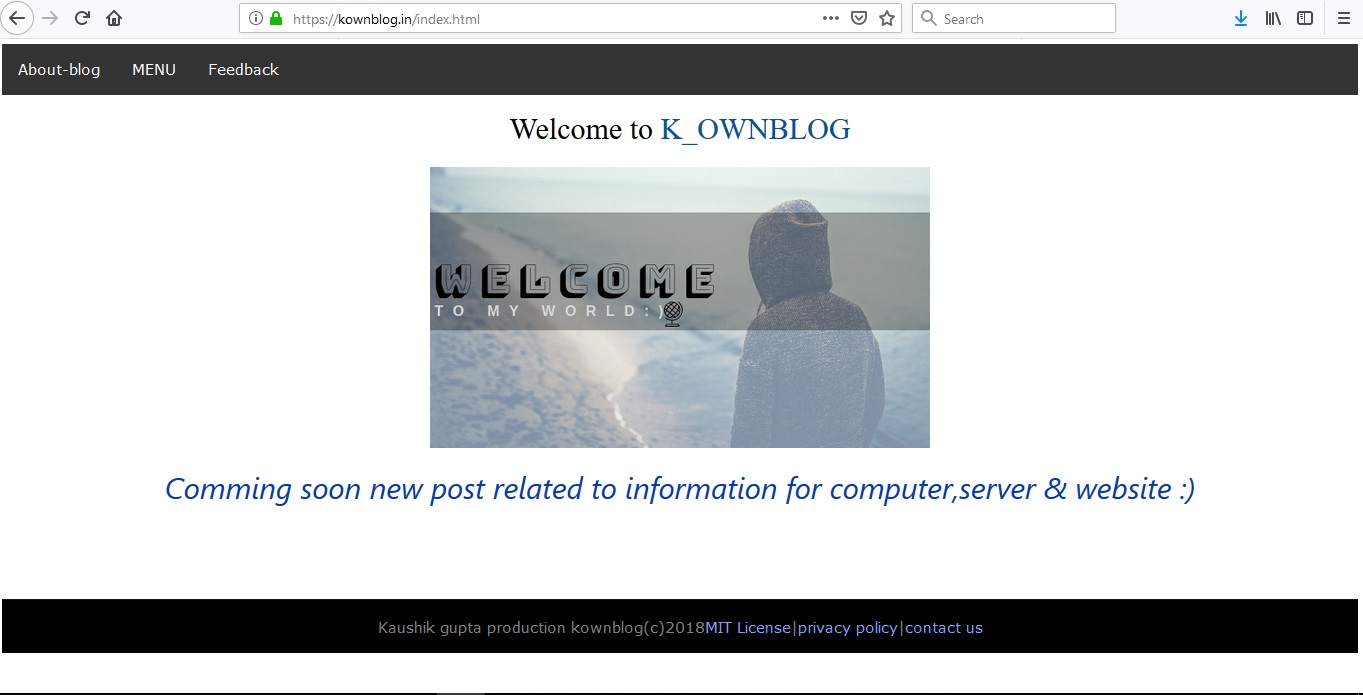 https://kownblog.in/index.html
Search
About-blog MENU Feedback
Welcome to K_OWNBLOG
WELCOME
TO MY WORLD:)
Comming soon new post related to information for computer,server & website :)
Kaushik gupta production kownblog(c)2018MIT License|privacy policy|contact us